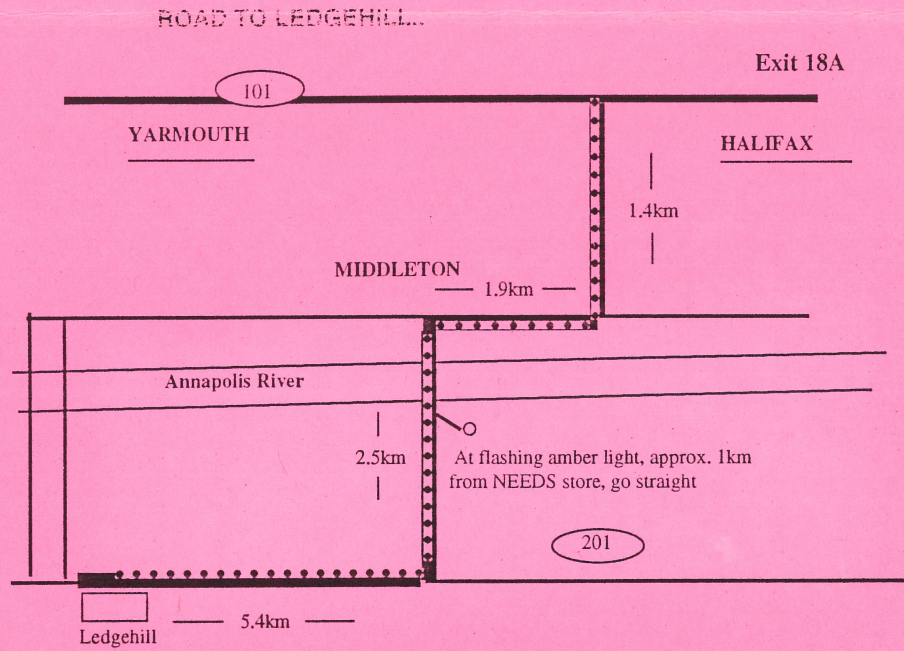 ROAD TO LEDGEHILL...
Exit 18A
101
YARMOUTH
HALIFAX
1.4km
MIDDLETON
1.9km
Annapolis River
2.5km
At flashing amber light, approx. 1km
from NEEDS store, go straight
201
5.4km
Ledgehill